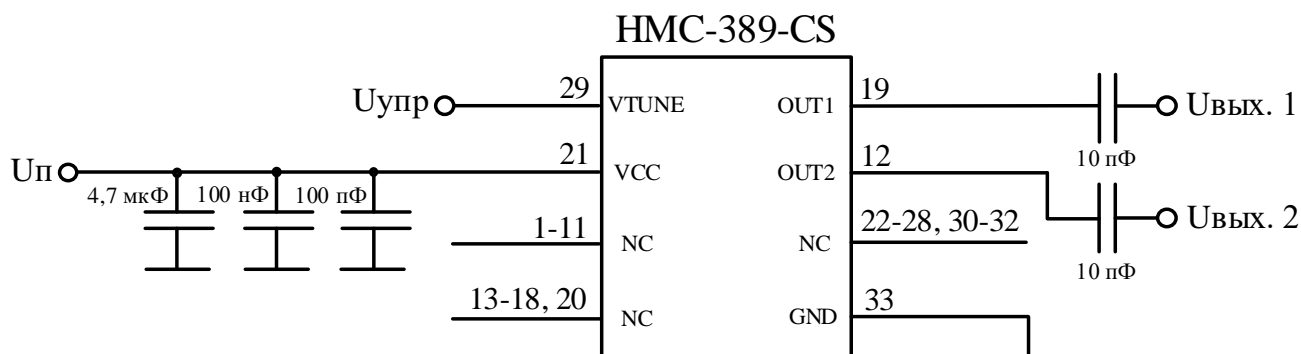 HMC-389-CS
Uупр
29
VTUNE
OUT1
19
Uвых. 1
10 пФ
Uп
21
VCC
OUT2
12
4,7 мкФ
100 нФ
100 пФ
Uвых. 2
10 пФ
1-11
NC
NC
22-28, 30-32
13-18, 20
NC
GND
33